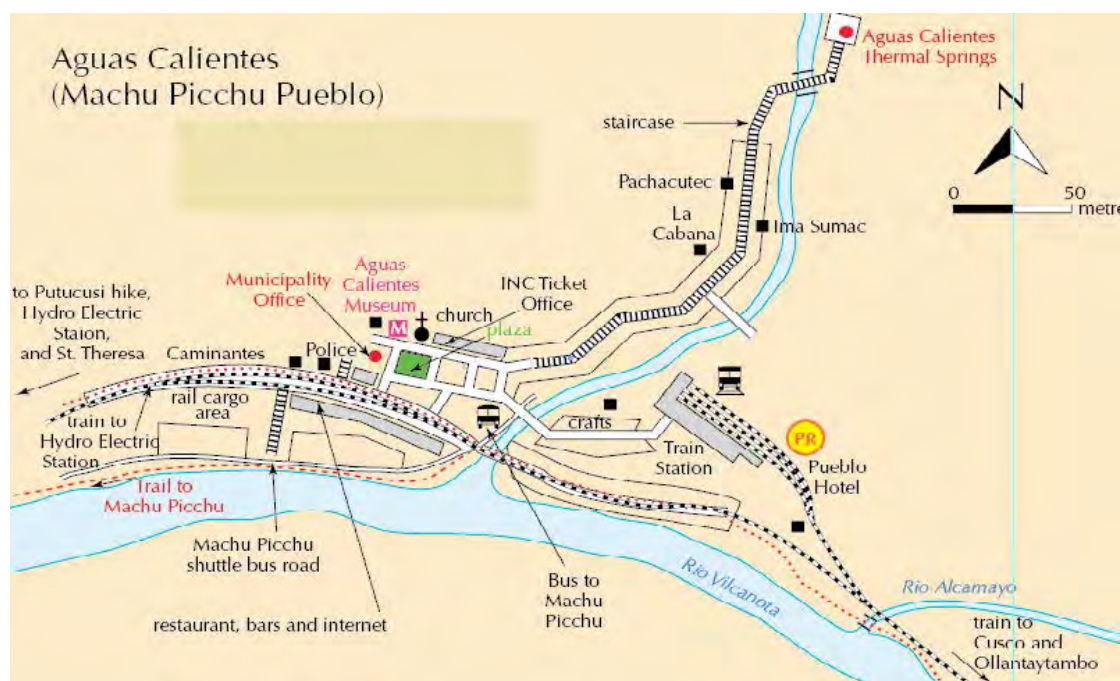 Aguas Calientes
(Machu Picchu Pueblo)
Aguas Calientes
Thermal Springs
N
staircase
0 50
metre
Pachacutec
La
Cabana
Ima Sumac
Aguas
Calientes
Museum
M
Municipality
Office
INC Ticket
Office
church
plaza
to Putucusi hike,
Hydro Electric
Staion,
and St. Theresa
Caminantes
Police
rail cargo
area
train to
Hydro Electric
Station
crafts
Train
Station
PR
Pueblo
Hotel
Trail to
Machu Picchu
Machu Picchu
shuttle bus road
restaurant, bars and internet
Bus to
Machu
Picchu
Rio Vilcanota
Rio Alcamayo
train to
Cusco and
Ollantaytambo